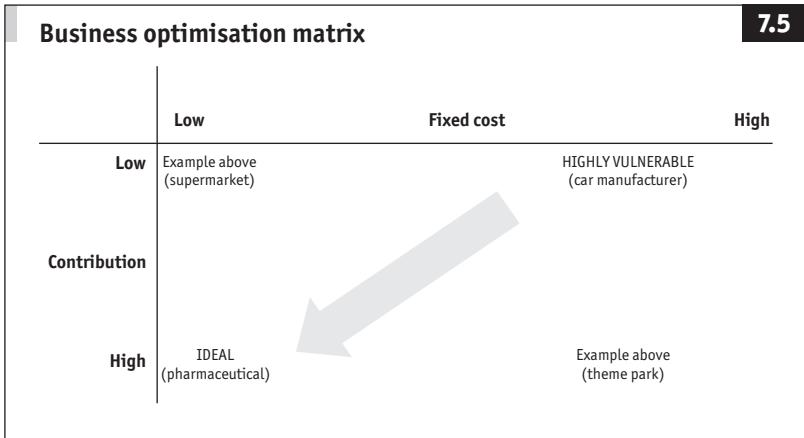 Business optimisation matrix
7.5
Low Fixed cost High
Low Example above HIGHLY VULNERABLE
(supermarket) (car manufacturer)
Contribution
High IDEAL Example above
(pharmaceutical) (theme park)